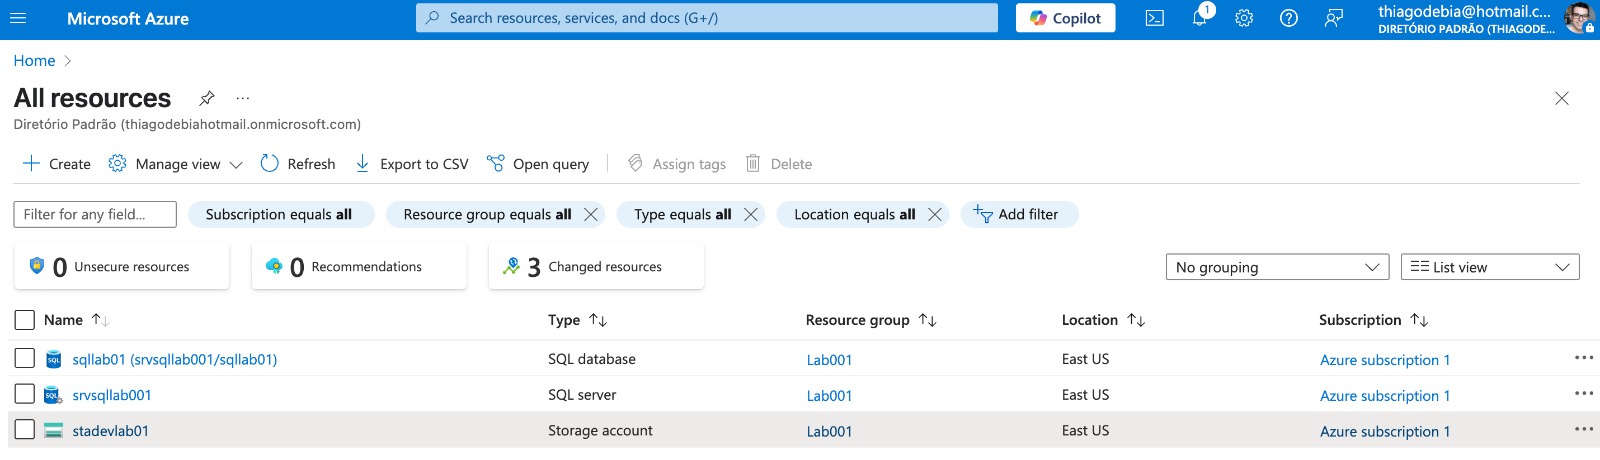 Microsoft Azure
Search resources, services, and docs (G+/)
Copilot
1
thiagodebia@hotmail.c...
DIRETÓRIO PADRÃO (THIAGODE...
Home
All resources
...
Diretório Padrão (thiagodebiahotmail.onmicrosoft.com)
Create
Manage view
Refresh
Export to CSV
Open query
Assign tags
Delete
Filter for any field...
Subscription equals all
Resource group equals all
Type equals all
Location equals all
Add filter
0 Unsecure resources
0 Recommendations
3 Changed resources
No grouping
List view
Name Type Resource group Location Subscription
SQL sqllab01 (srvsqllab001/sqllab01) SQL database Lab001 East US Azure subscription 1 ...
SQL srvsqllab001 SQL server Lab001 East US Azure subscription 1 ...
stadevlab01 Storage account Lab001 East US Azure subscription 1 ...